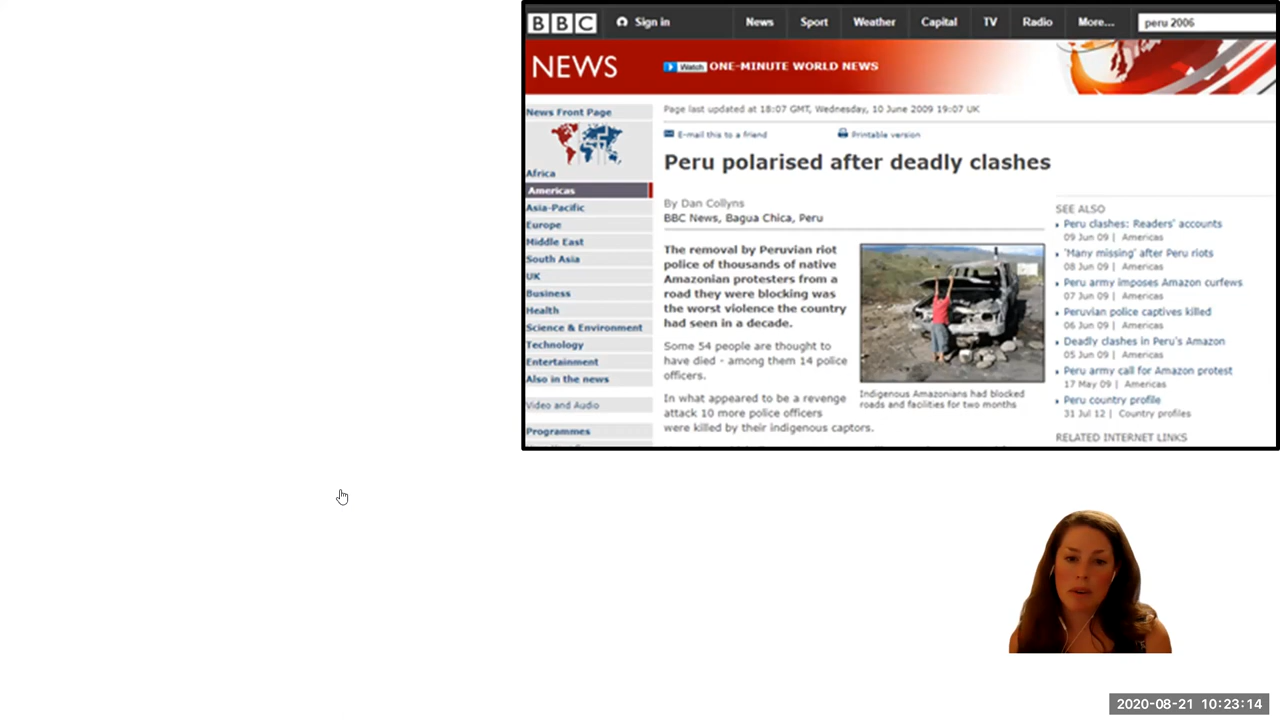 BBC Sign in News Sport Weather Capital TV Radio More... peru 2006
NEWS Watch ONE-MINUTE WORLD NEWS
News Front Page
Africa
Americas
Asia-Pacific
Europe
Middle East
South Asia
UK
Business
Health
Science & Environment
Technology
Entertainment
Also in the news
Video and Audio
Programmes
Page last updated at 18:07 GMT, Wednesday, 10 June 2009 19:07 UK
E-mail this to a friend Printable version
Peru polarised after deadly clashes
By Dan Collyns
BBC News, Bagua Chica, Peru
The removal by Peruvian riot
police of thousands of native
Amazonian protesters from a
road they were blocking was
the worst violence the country
had seen in a decade.
Some 54 people are thought to
have died - among them 14 police
officers.
In what appeared to be a revenge
attack 10 more police officers
were killed by their indigenous captors.
Indigenous Amazonians had blocked
roads and facilities for two months
SEE ALSO
Peru clashes: Readers' accounts
09 Jun 09 | Americas
'Many missing' after Peru riots
08 Jun 09 | Americas
Peru army imposes Amazon curfews
07 Jun 09 | Americas
Peruvian police captives killed
06 Jun 09 | Americas
Deadly clashes in Peru's Amazon
05 Jun 09 | Americas
Peru army call for Amazon protest
17 May 09 | Americas
Peru country profile
31 Jul 12 | Country profiles
RELATED INTERNET LINKS
2020-08-21 10:23:14